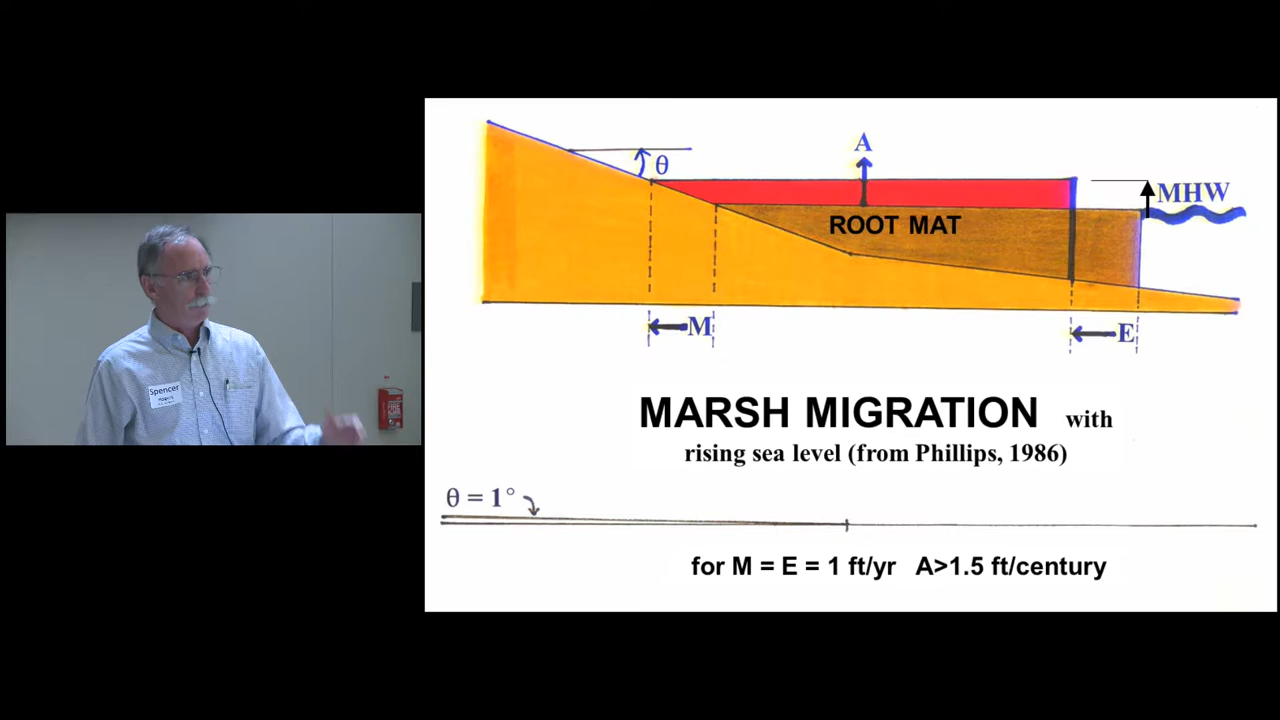 Spencer
FIRE
θ
A
MHW
ROOT MAT
M
E
MARSH MIGRATION with
rising sea level (from Phillips, 1986)
θ = 1°
for M = E = 1 ft/yr A>1.5 ft/century